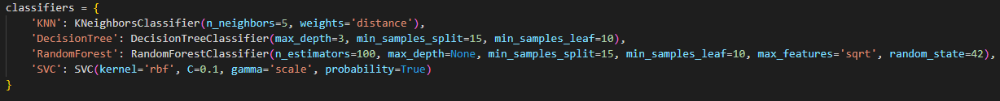 classifiers = {
    'KNN': KNeighborsClassifier(n_neighbors=5, weights='distance'),
    'DecisionTree': DecisionTreeClassifier(max_depth=3, min_samples_split=15, min_samples_leaf=10),
    'RandomForest': RandomForestClassifier(n_estimators=100, max_depth=None, min_samples_split=15, min_samples_leaf=10, max_features='sqrt', random_state=42),
    'SVC': SVC(kernel='rbf', C=0.1, gamma='scale', probability=True)
}